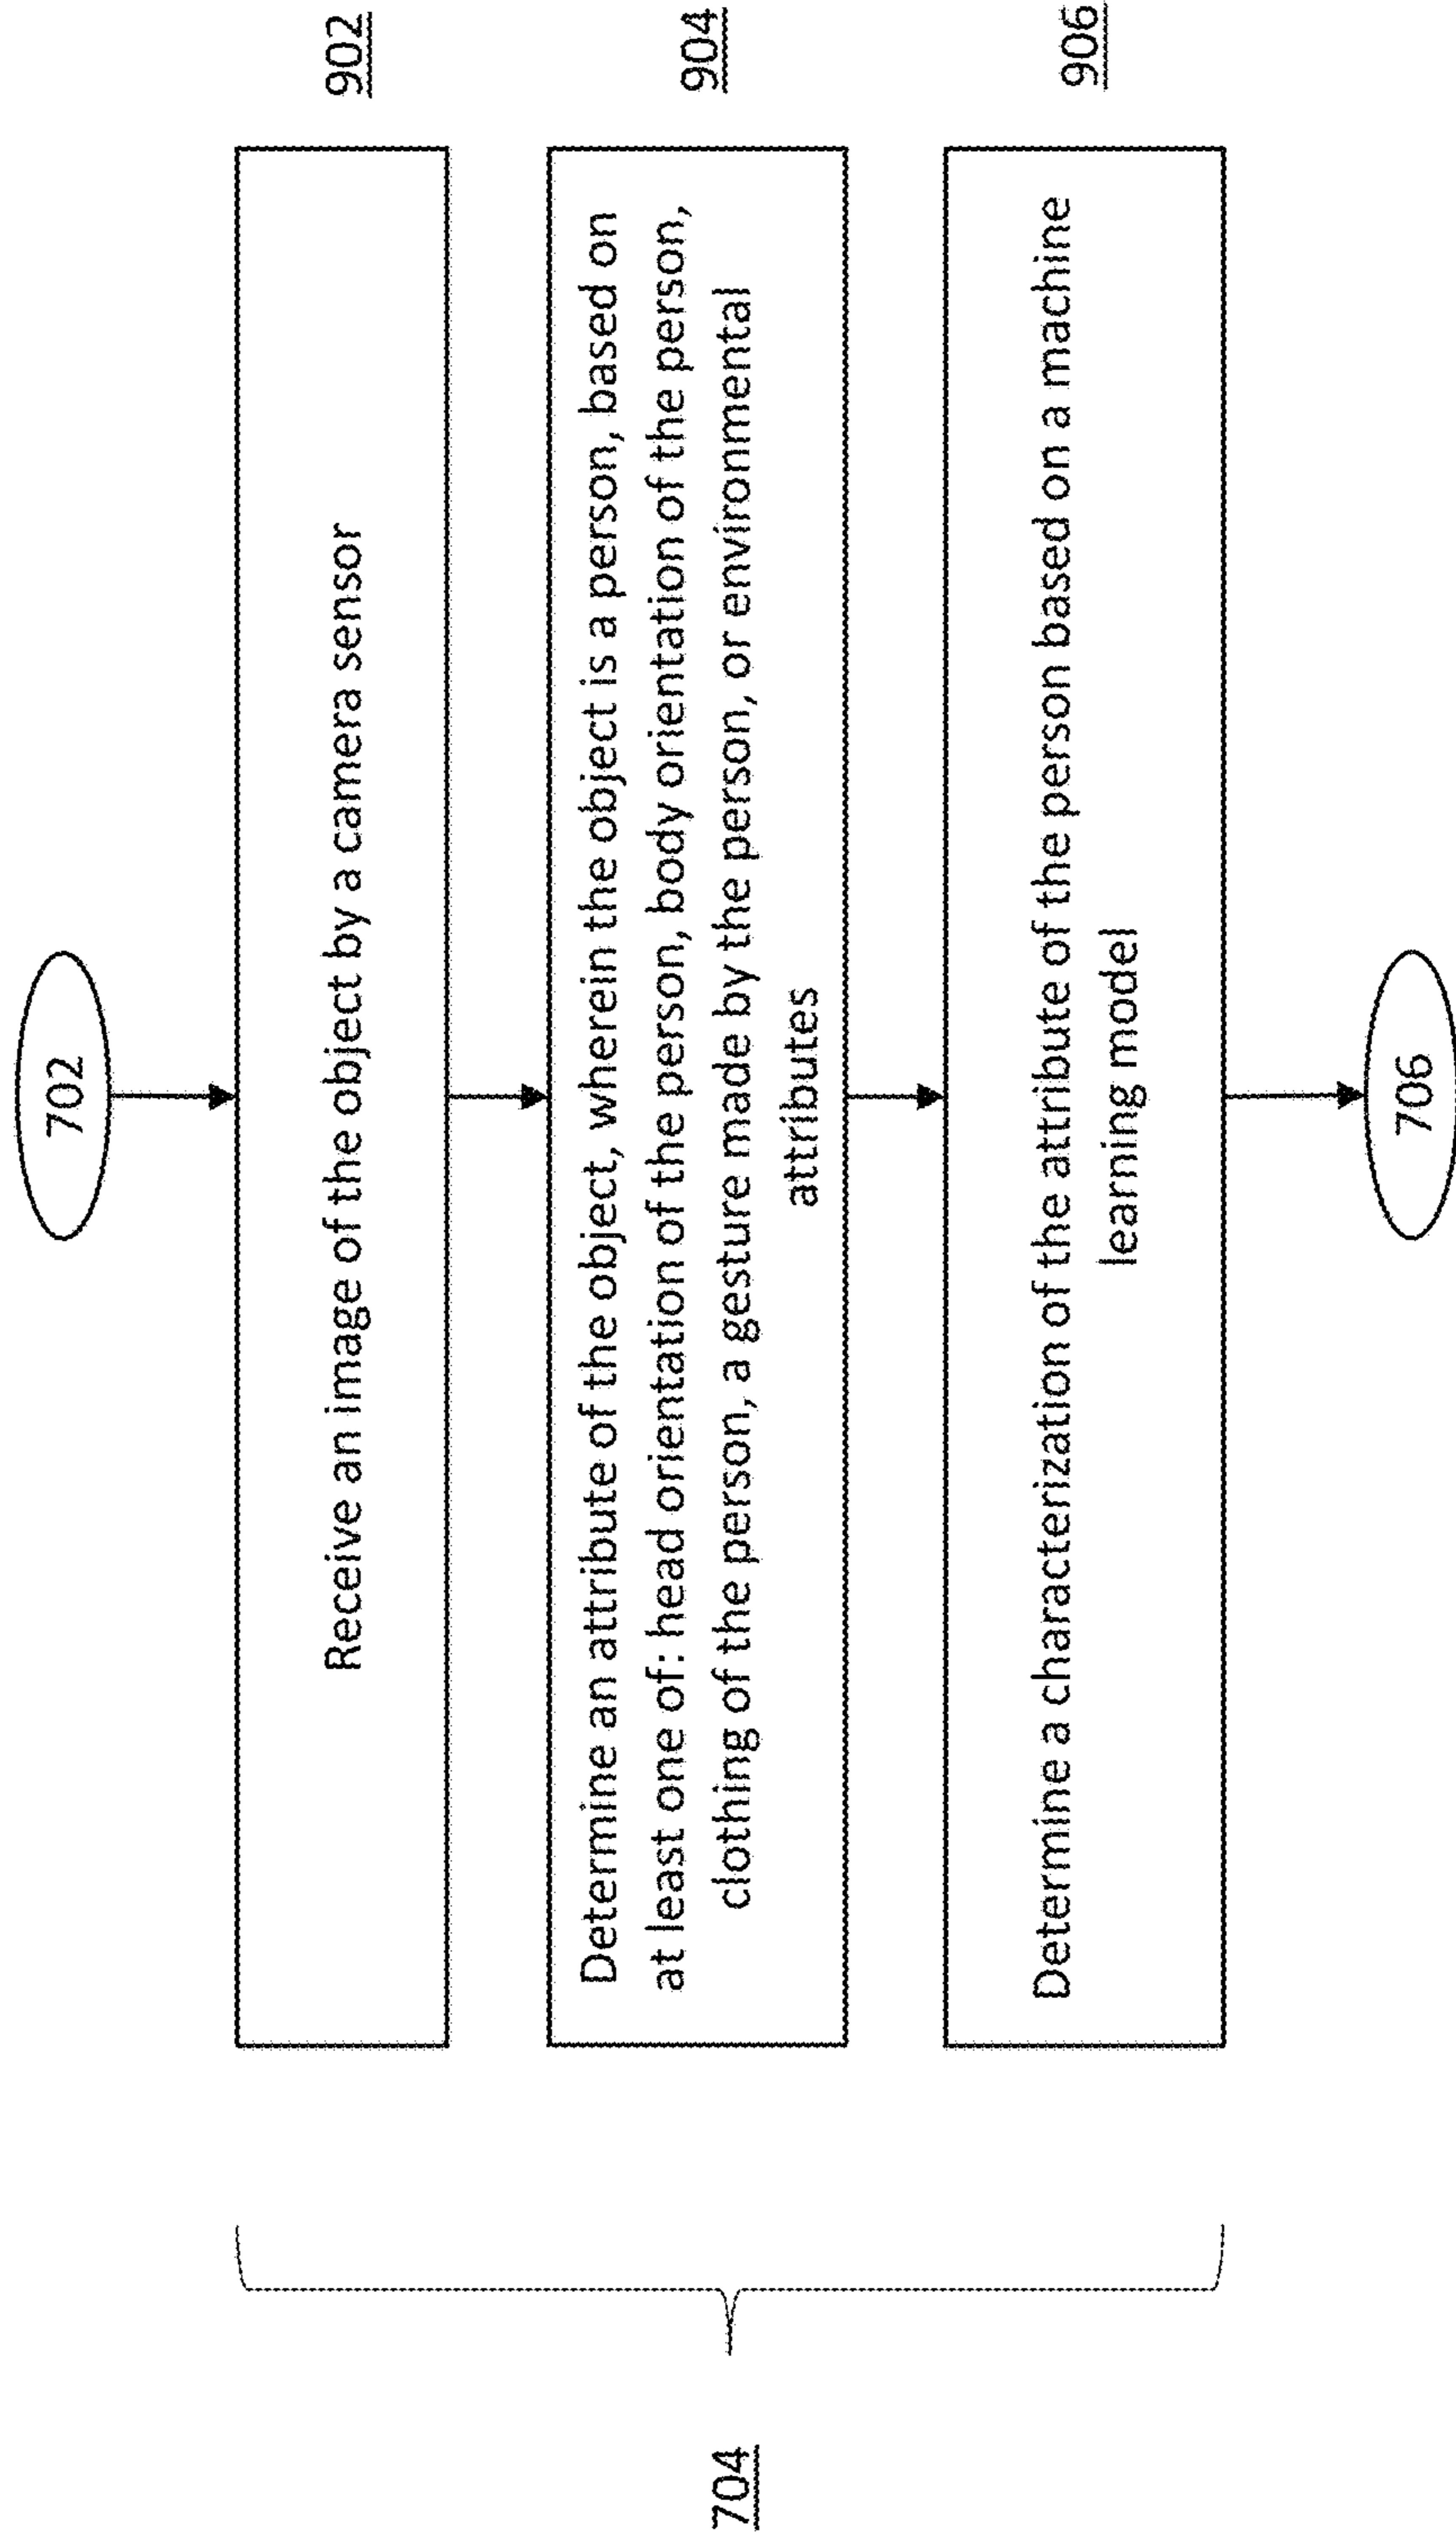 702
Receive an image of the object by a camera sensor
902
Determine an attribute of the object, wherein the object is a person, based on
at least one of: head orientation of the person, body orientation of the person,
clothing of the person, a gesture made by the person, or environmental
attributes
904
Determine a characterization of the attribute of the person based on a machine
learning model
906
704
706